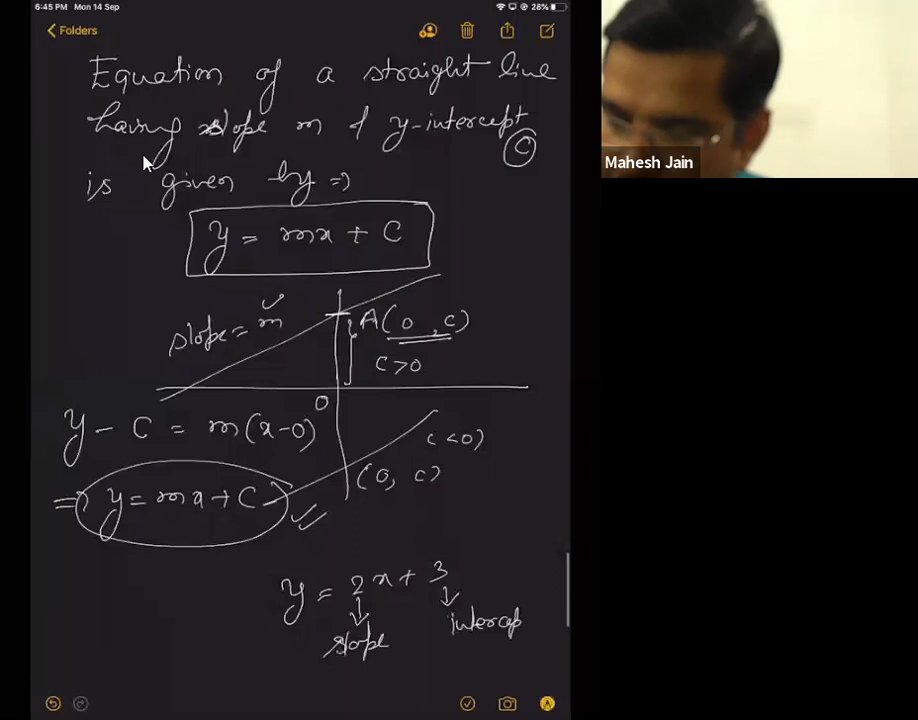 6:45 PM Mon 14 Sep
28%
Folders
Equation of a straight line
having slope m & y-intercept
C
is given by ⇒
y = mx + C
slope = m
A(0, c)
c>0
0
y - C = m(x-0)
c <0)
(0, c)
⇒ y = mx + C
y = 2x + 3
↓ ↓
slope intercep
Mahesh Jain